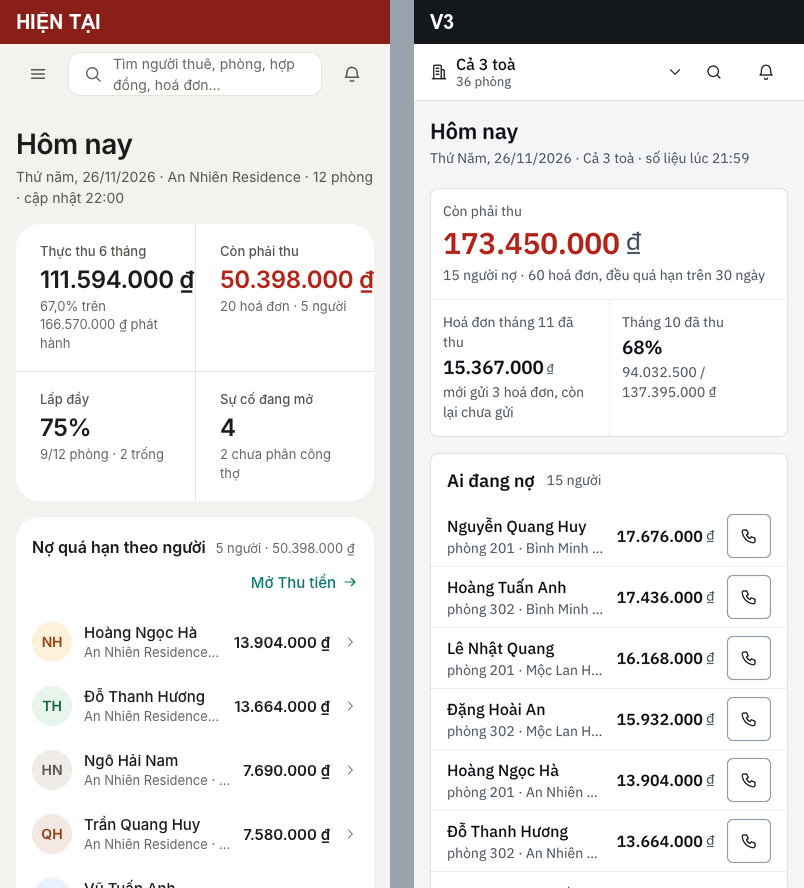 HIỆN TẠI
Tìm người thuê, phòng, hợp
đồng, hoá đơn...
Hôm nay
Thứ năm, 26/11/2026 · An Nhiên Residence · 12 phòng
· cập nhật 22:00
Thực thu 6 tháng
111.594.000 ₫
67,0% trên
166.570.000 ₫ phát
hành
Còn phải thu
50.398.000 ₫
20 hoá đơn · 5 người
Lấp đầy
75%
9/12 phòng · 2 trống
Sự cố đang mở
4
2 chưa phân công
thợ
Nợ quá hạn theo người 5 người · 50.398.000 ₫
Mở Thu tiền →
NH
Hoàng Ngọc Hà
An Nhiên Residence...
13.904.000 ₫
TH
Đỗ Thanh Hương
An Nhiên Residence...
13.664.000 ₫
HN
Ngô Hải Nam
An Nhiên Residence · ...
7.690.000 ₫
QH
Trần Quang Huy
An Nhiên Residence · ...
7.580.000 ₫
Vũ Tuấn Anh
V3
Cả 3 toà
36 phòng
Hôm nay
Thứ Năm, 26/11/2026 · Cả 3 toà · số liệu lúc 21:59
Còn phải thu
173.450.000 ₫
15 người nợ · 60 hoá đơn, đều quá hạn trên 30 ngày
Hoá đơn tháng 11 đã
thu
15.367.000 ₫
mới gửi 3 hoá đơn, còn
lại chưa gửi
Tháng 10 đã thu
68%
94.032.500 /
137.395.000 ₫
Ai đang nợ 15 người
Nguyễn Quang Huy
phòng 201 · Bình Minh ...
17.676.000 ₫
Hoàng Tuấn Anh
phòng 302 · Bình Minh ...
17.436.000 ₫
Lê Nhật Quang
phòng 201 · Mộc Lan H...
16.168.000 ₫
Đặng Hoài An
phòng 302 · Mộc Lan H...
15.932.000 ₫
Hoàng Ngọc Hà
phòng 201 · An Nhiên ...
13.904.000 ₫
Đỗ Thanh Hương
phòng 302 · An Nhiên ...
13.664.000 ₫